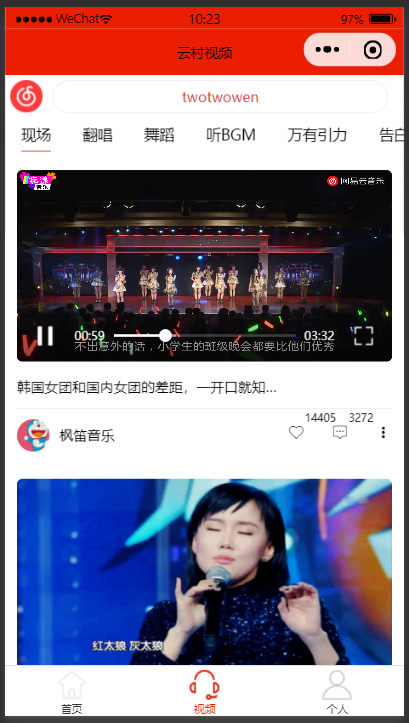 WeChat 10:23 97%
云村视频
twotwowen
现场 翻唱 舞蹈 听BGM 万有引力 告白
音乐 网易云音乐
00:59 03:32
不出意外的话，小学生的班级晚会都要比他们优秀
韩国女团和国内女团的差距，一开口就知...
枫笛音乐 14405 3272
红太狼 灰太狼
首页 视频 个人